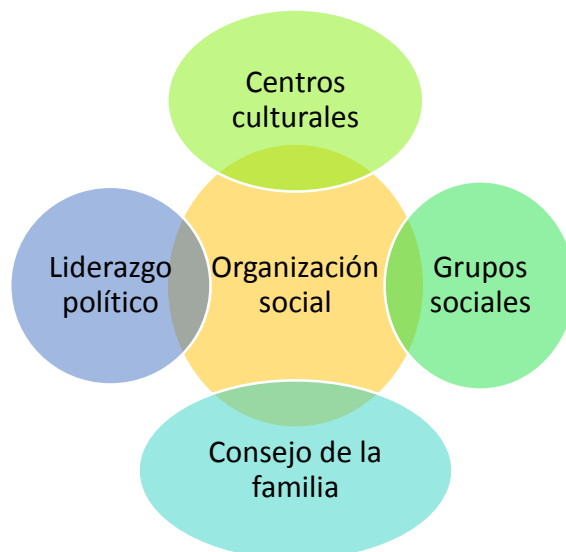 Centros
culturales
Liderazgo
político
Organización
social
Grupos
sociales
Consejo de la
familia